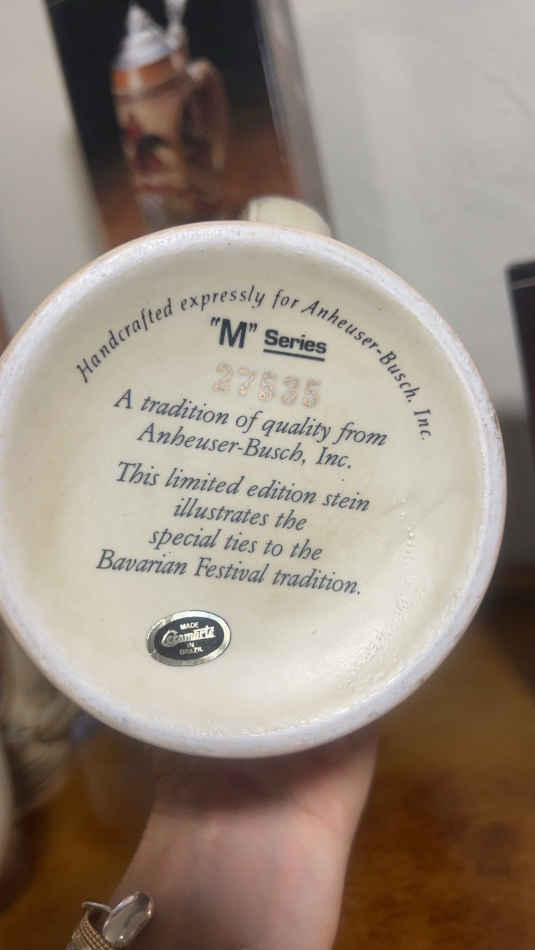 Handcrafted expressly for Anheuser-Busch, Inc.
"M" Series
27535
A tradition of quality from
Anheuser-Busch, Inc.
This limited edition stein
illustrates the
special ties to the
Bavarian Festival tradition.
MADE
Ceramarte
IN
BRAZIL